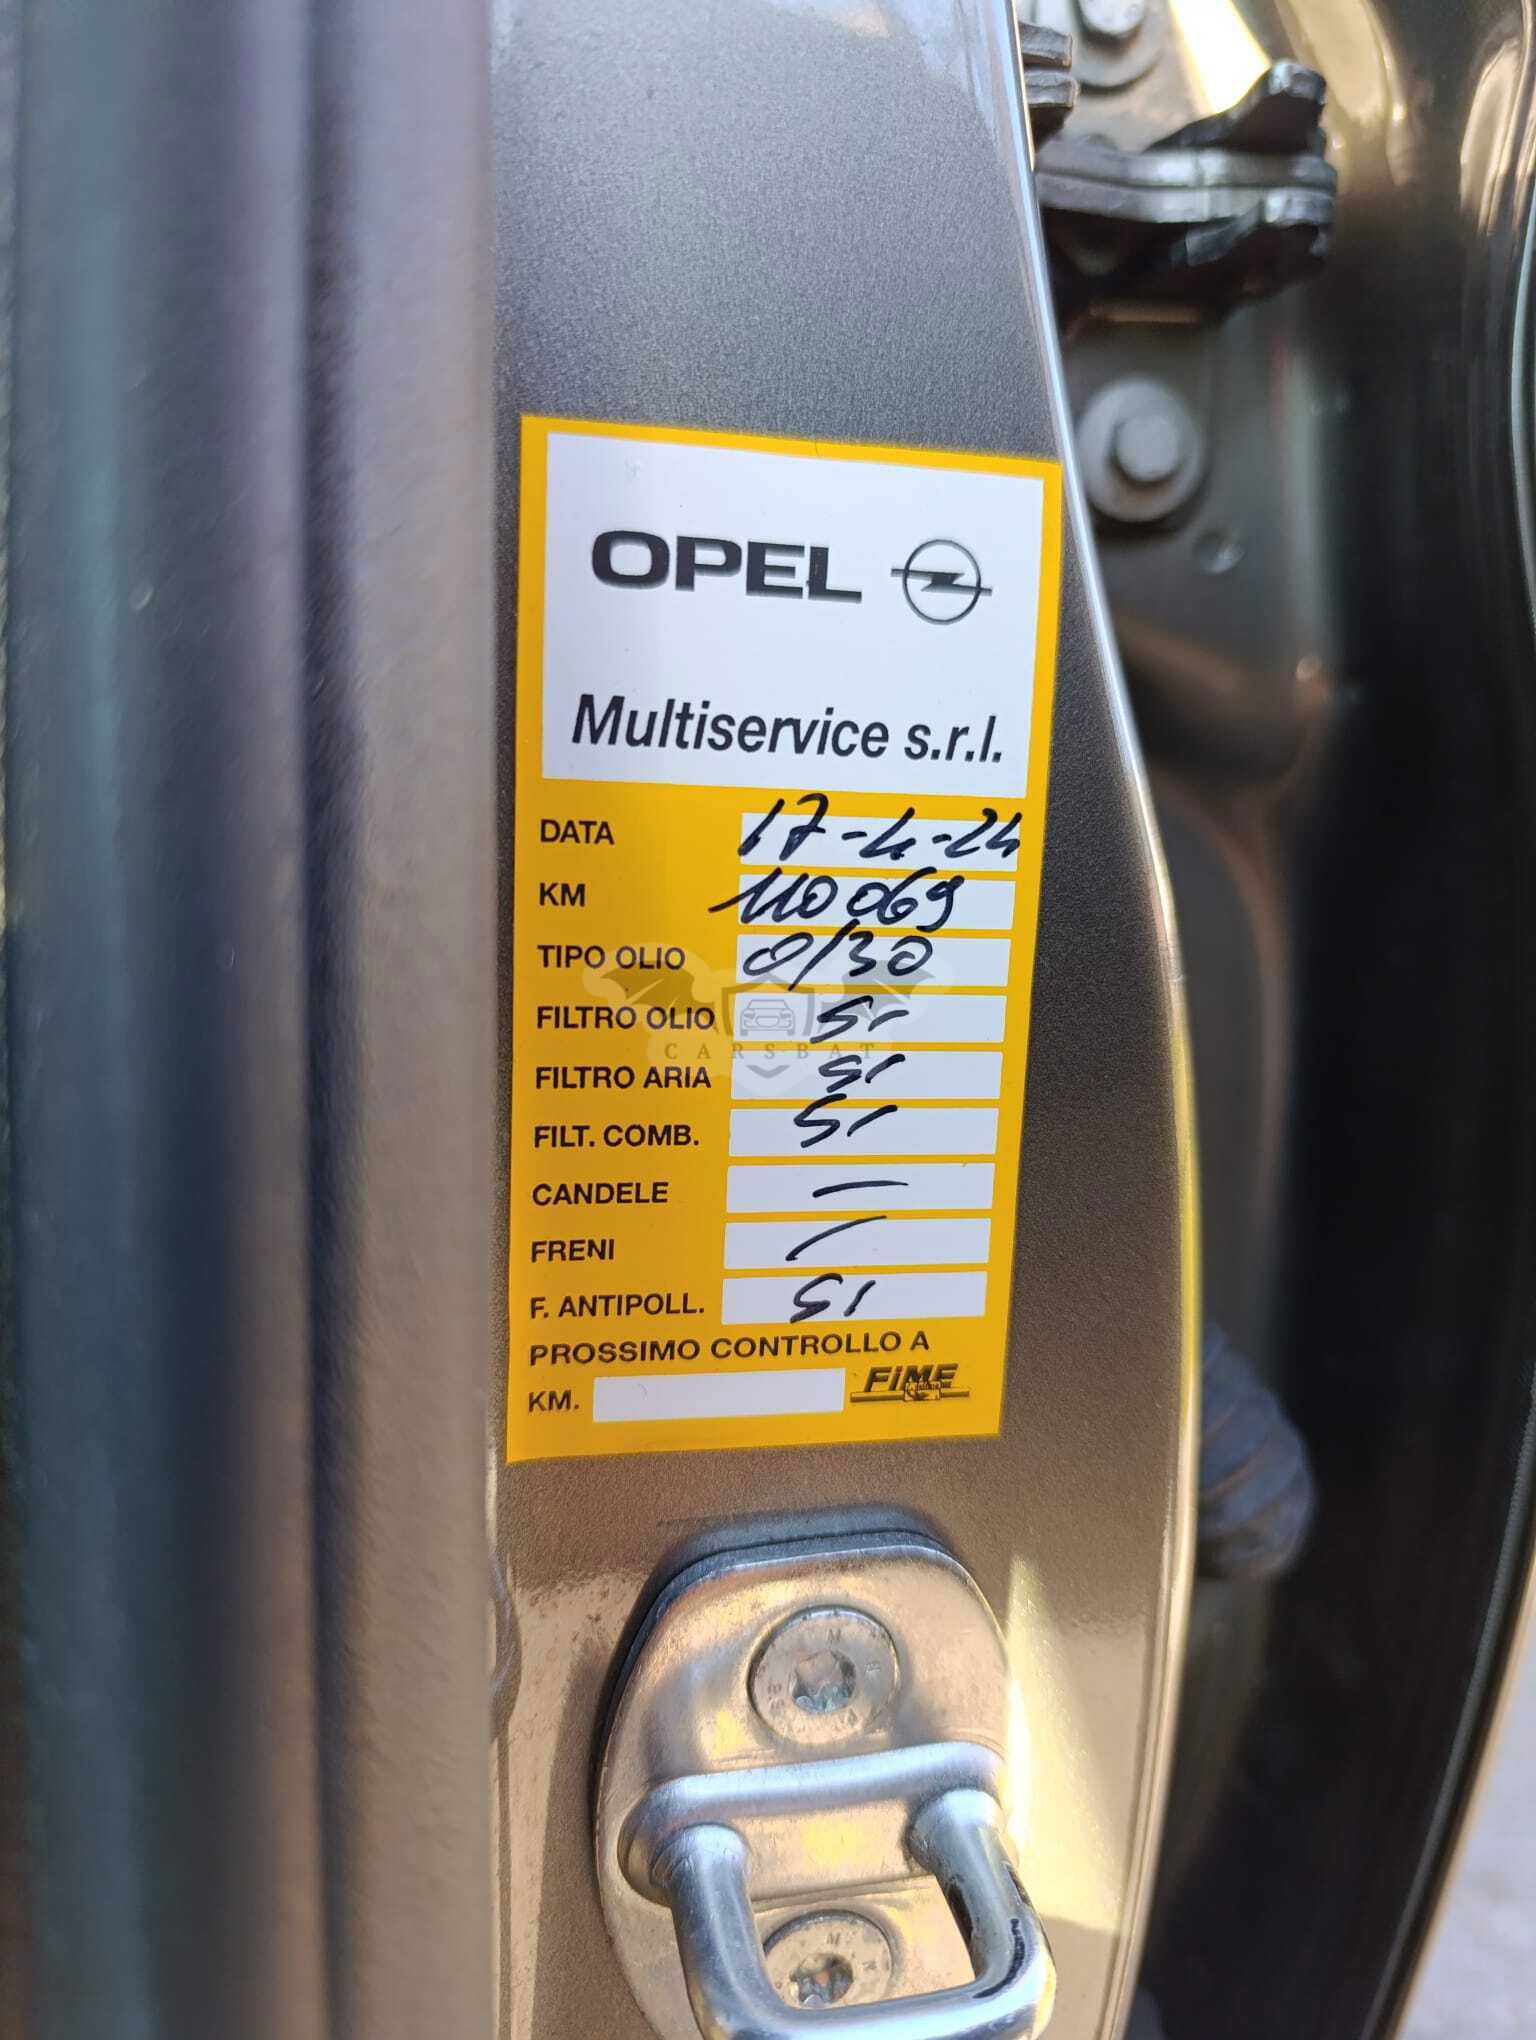 OPEL
Multiservice s.r.l.
DATA 17-4-24
KM 110069
TIPO OLIO 0/30
FILTRO OLIO SI
CARSBAT
FILTRO ARIA SI
FILT. COMB. SI
CANDELE —
FRENI /
F. ANTIPOLL. SI
PROSSIMO CONTROLLO A
KM. FIME